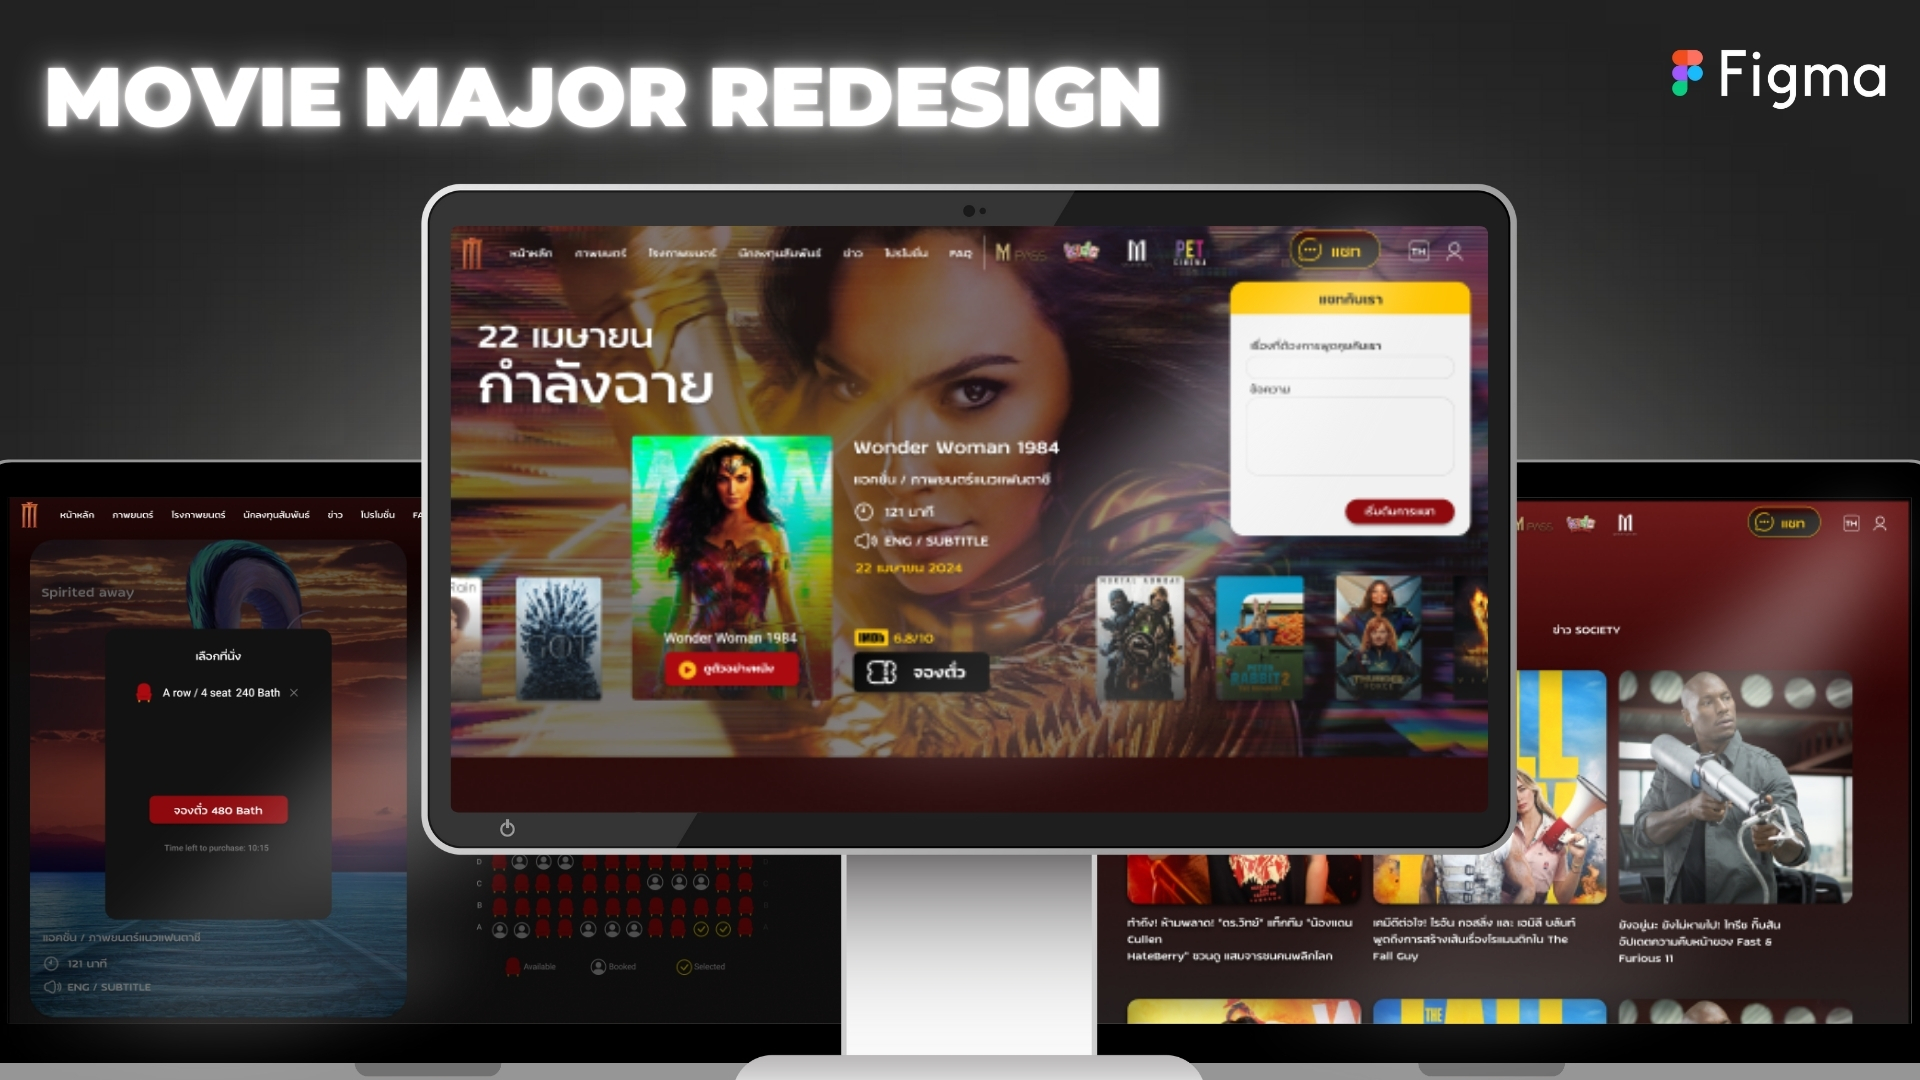 MOVIE MAJOR REDESIGN
Figma
หน้าหลัก ภาพยนตร์ โรงภาพยนตร์ นักลงทุนสัมพันธ์ ข่าว โปรโมชั่น FAQ M PASS M PET CINEMA แชท TH
22 เมษายน
กำลังฉาย
แชทกับเรา
เรื่องที่ต้องการพูดคุยกับเรา
ข้อความ
เริ่มต้นการแชท
Wonder Woman 1984
แอคชั่น / ภาพยนตร์แนวแฟนตาซี
121 นาที
ENG / SUBTITLE
22 เมษายน 2024
IMDb 6.8/10
จองตั๋ว
Wonder Woman 1984
ดูตัวอย่างหนัง
GOT
MORTAL KOMBAT
PETER RABBIT 2
THUNDER FORCE
หน้าหลัก ภาพยนตร์ โรงภาพยนตร์ นักลงทุนสัมพันธ์ ข่าว โปรโมชั่น FA
Spirited away
เลือกที่นั่ง
A row / 4 seat 240 Bath
จองตั๋ว 480 Bath
Time left to purchase: 10:15
แอคชั่น / ภาพยนตร์แนวแฟนตาซี
121 นาที
ENG / SUBTITLE
D
C
B
A
Available Booked Selected
M PASS M แชท TH
ข่าว SOCIETY
ทำถึง! ห้ามพลาด! "ดร.วิทย์" แท็กทีม "น้องแดน
Cullen
HateBerry" ชวนดู แสบจารชนคนพลิกโลก
เคมีดีต่อใจ! ไรอัน กอสลิ่ง และ เอมิลี บลันท์
พูดถึงการสร้างเส้นเรื่องโรแมนติกใน The
Fall Guy
ยังอยู่นะ ยังไม่หายไป! ไทรีซ กิ๊บสัน
อัปเดตความคืบหน้าของ Fast &
Furious 11
THE